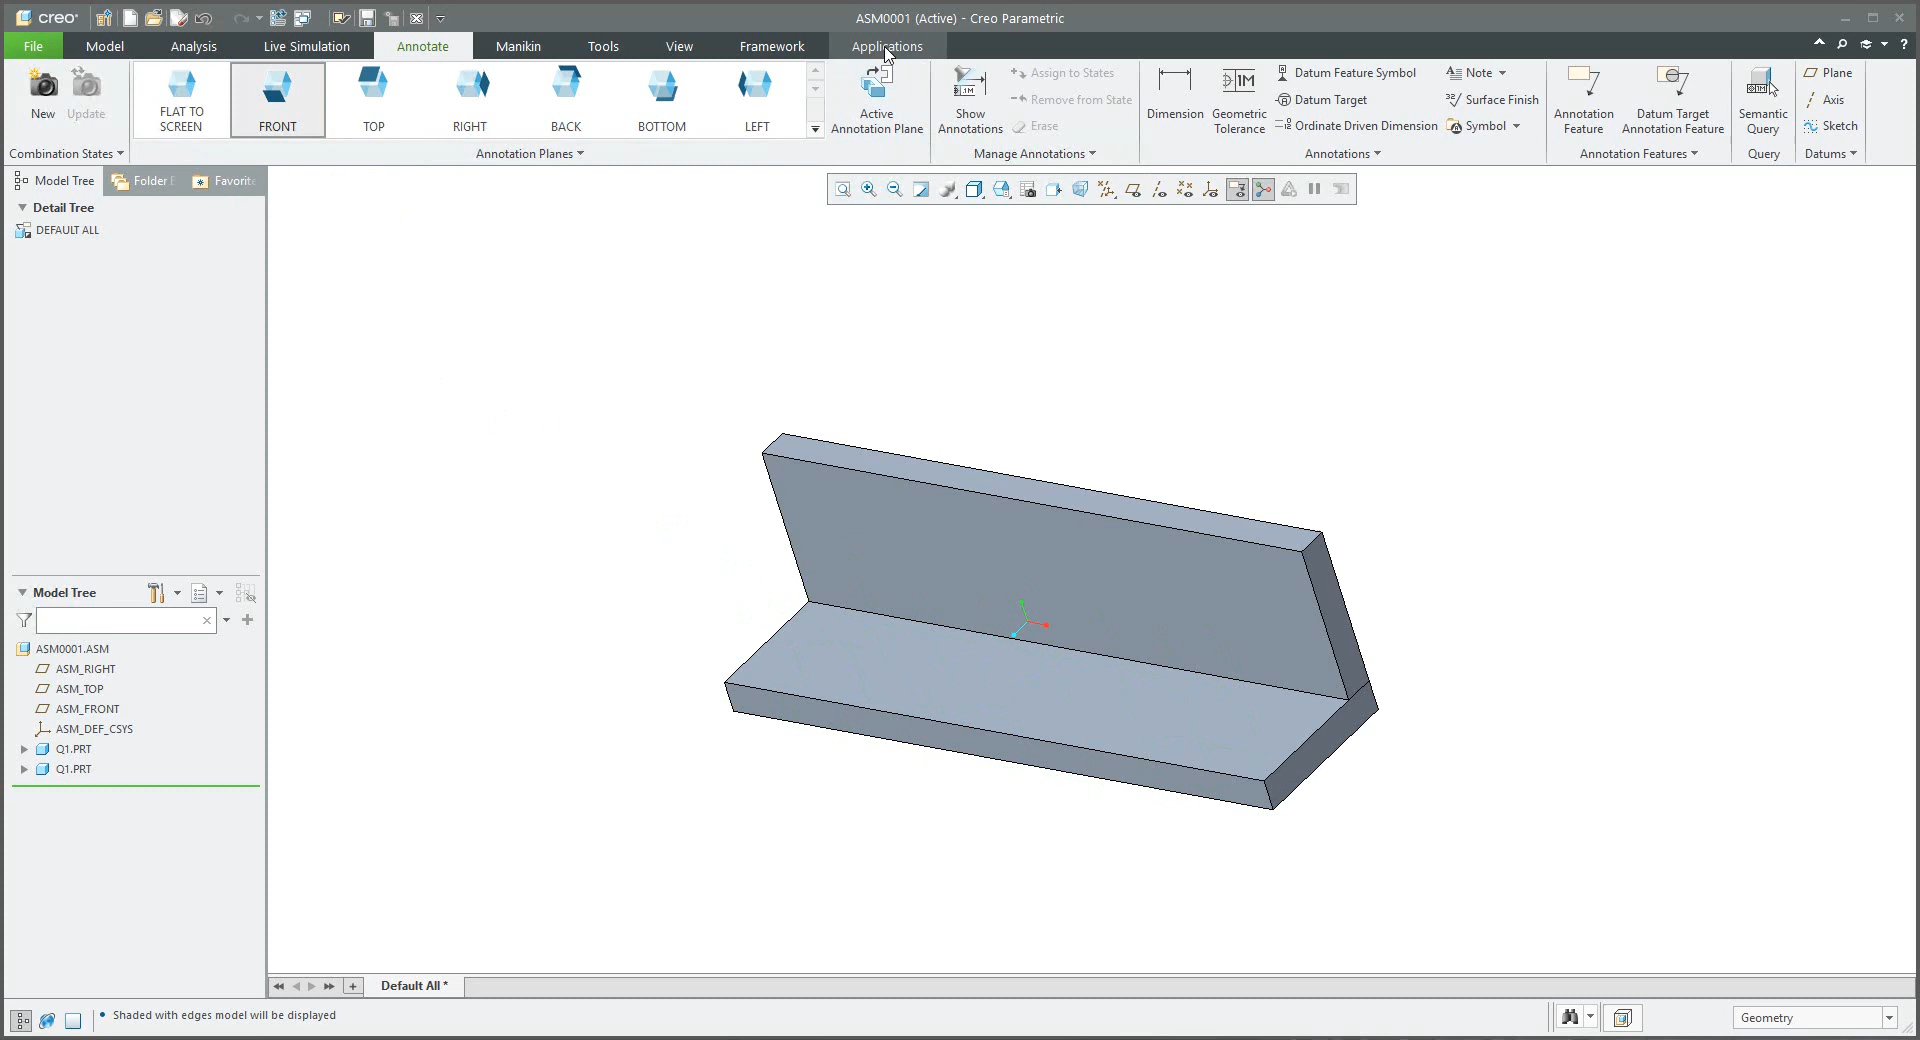 creo
ASM0001 (Active) - Creo Parametric
File Model Analysis Live Simulation Annotate Manikin Tools View Framework Applications
New
Update
Combination States
FLAT TO
SCREEN
FRONT
TOP
RIGHT
BACK
BOTTOM
LEFT
Annotation Planes
Active
Annotation Plane
Show
Annotations
Assign to States
Remove from State
Erase
Manage Annotations
Dimension
Geometric
Tolerance
Datum Feature Symbol
Datum Target
Ordinate Driven Dimension
Note
Surface Finish
Symbol
Annotations
Annotation
Feature
Datum Target
Annotation Feature
Annotation Features
Semantic
Query
Query
Plane
Axis
Sketch
Datums
Model Tree
Folder
Favorit
Detail Tree
DEFAULT ALL
Model Tree
ASM0001.ASM
ASM_RIGHT
ASM_TOP
ASM_FRONT
ASM_DEF_CSYS
Q1.PRT
Q1.PRT
Default All *
Shaded with edges model will be displayed
Geometry